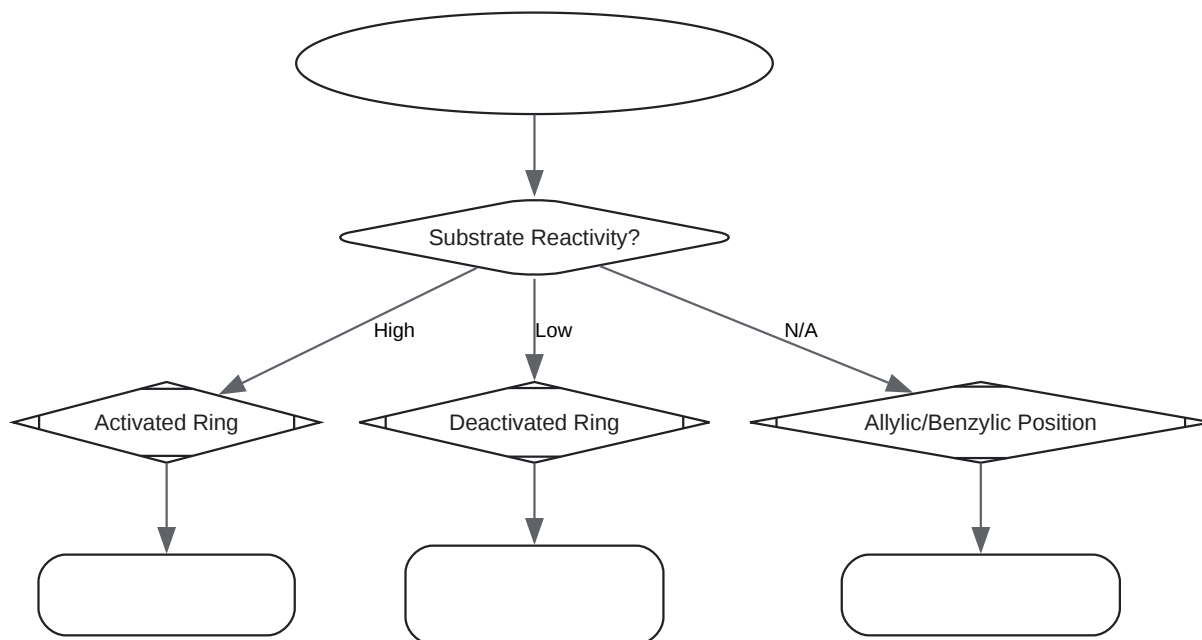 Substrate Reactivity?
High
Low
N/A
Activated Ring
Deactivated Ring
Allylic/Benzylic Position